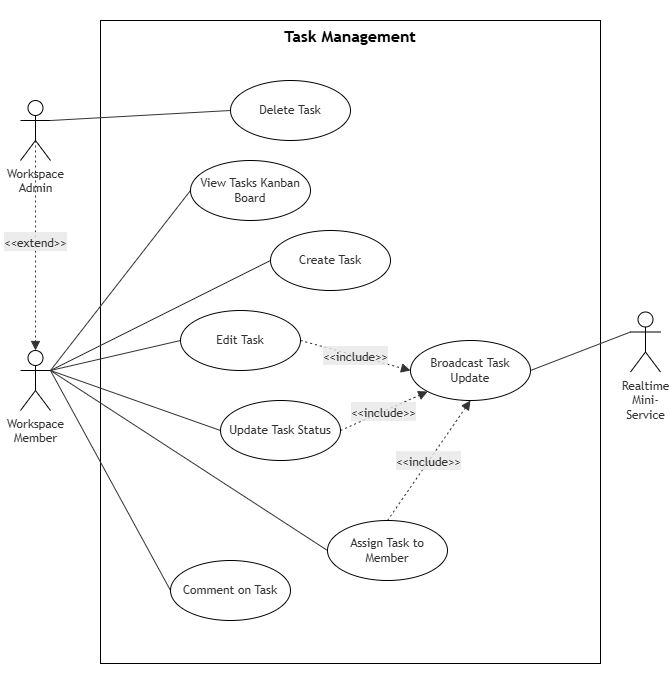 Task Management
Delete Task
Workspace
Admin
View Tasks Kanban
Board
<<extend>>
Create Task
Edit Task
<<include>>
Broadcast Task
Update
Realtime
Mini-
Service
Workspace
Member
<<include>>
Update Task Status
<<include>>
Assign Task to
Member
Comment on Task